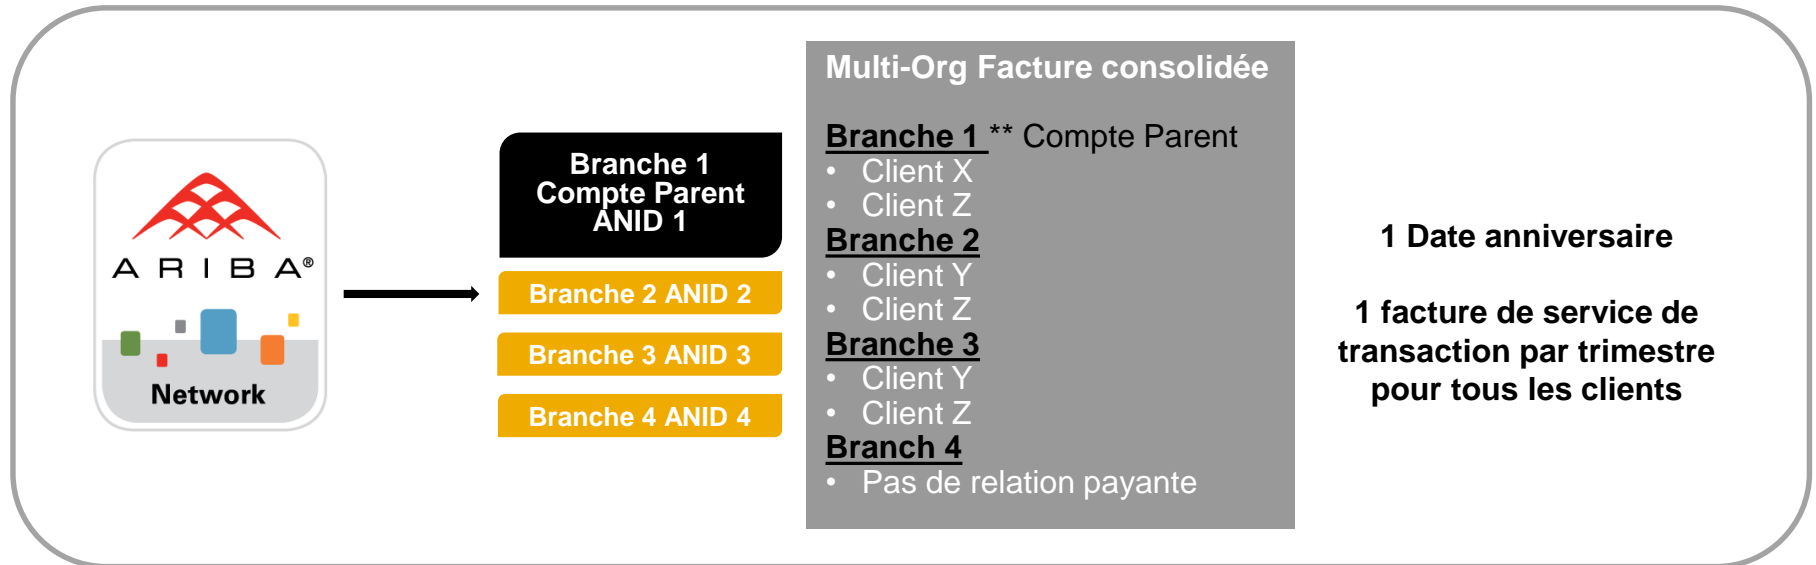 ARIBA®
Network
Branche 1
Compte Parent
ANID 1
Branche 2 ANID 2
Branche 3 ANID 3
Branche 4 ANID 4
Multi-Org Facture consolidée
Branche 1 ** Compte Parent
• Client X
• Client Z
Branche 2
• Client Y
• Client Z
Branche 3
• Client Y
• Client Z
Branch 4
• Pas de relation payante
1 Date anniversaire
1 facture de service de
transaction par trimestre
pour tous les clients